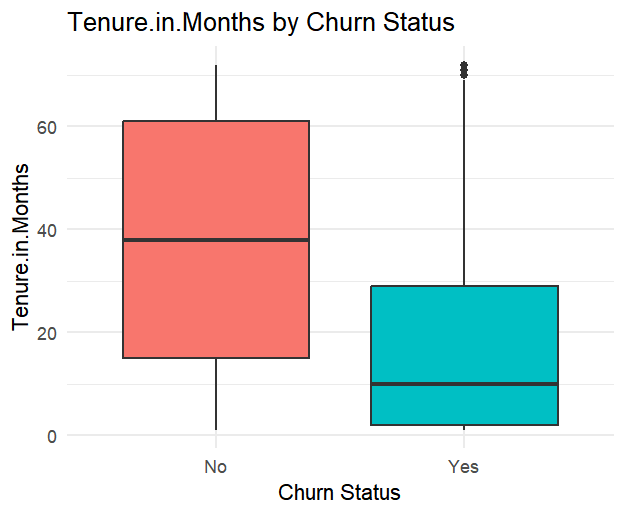 Tenure.in.Months by Churn Status
Tenure.in.Months
60
40
20
0
No
Yes
Churn Status